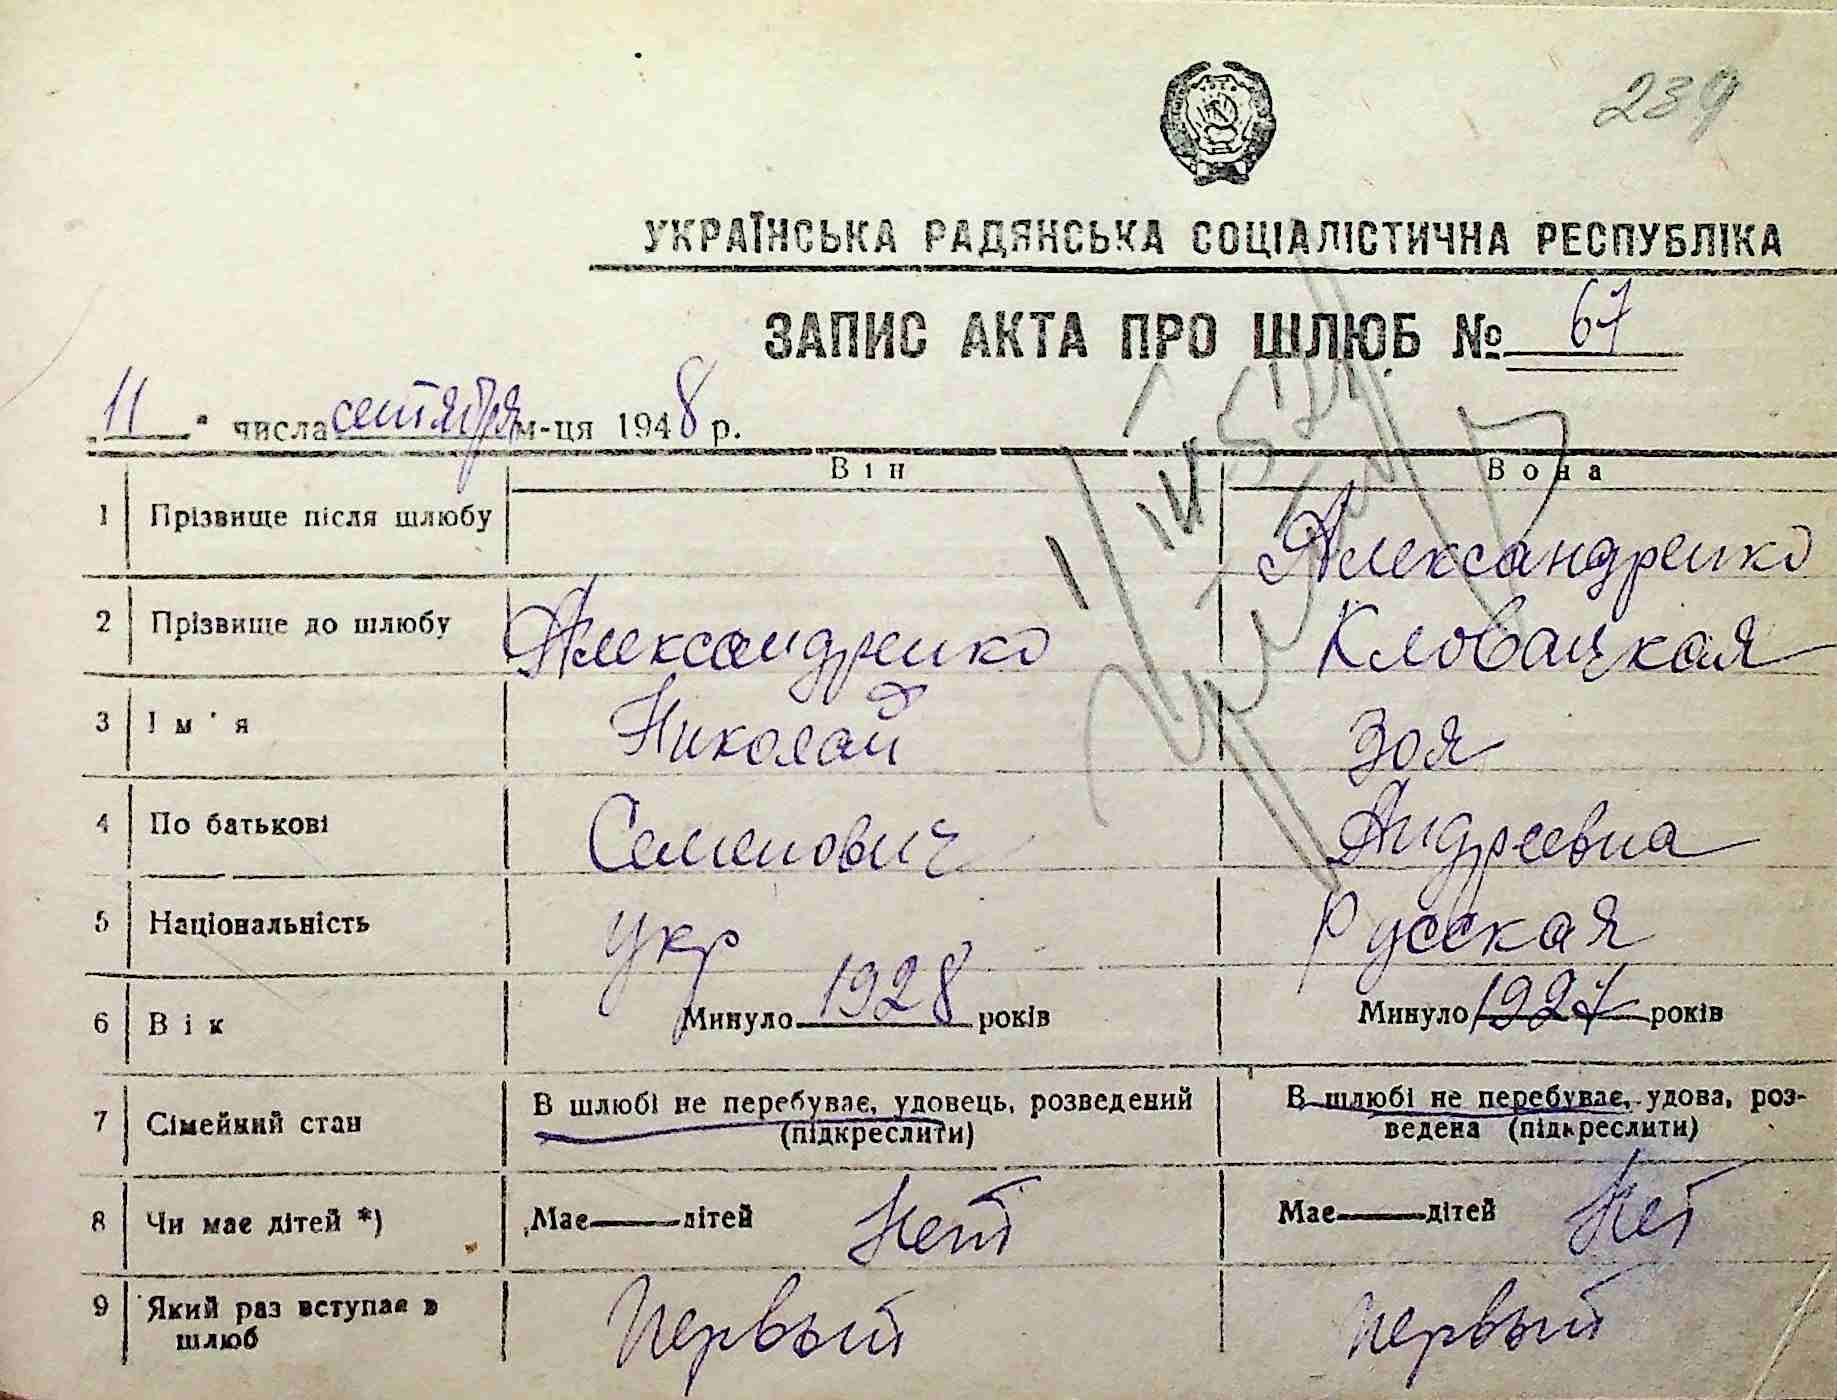 239
УКРАЇНСЬКА РАДЯНСЬКА СОЦІАЛІСТИЧНА РЕСПУБЛІКА
ЗАПИС АКТА ПРО ШЛЮБ № 67
„11“ числа сентября м-ця 1948 р.
Він Вона
1 Прізвище після шлюбу Александренко
2 Прізвище до шлюбу Александренко Кловацкая
3 Ім'я Николай Зоя
4 По батькові Семенович Андреевна
5 Національність укр Русская
6 Вік Минуло 1928 років Минуло 1927 років
7 Сімейний стан В шлюбі не перебуває, удовець, розведений (підкреслити) В шлюбі не перебуває, удова, роз-
ведена (підкреслити)
8 Чи має дітей *) Має — дітей Нет Має — дітей Нет
9 Який раз вступає в Первый Первый
шлюб